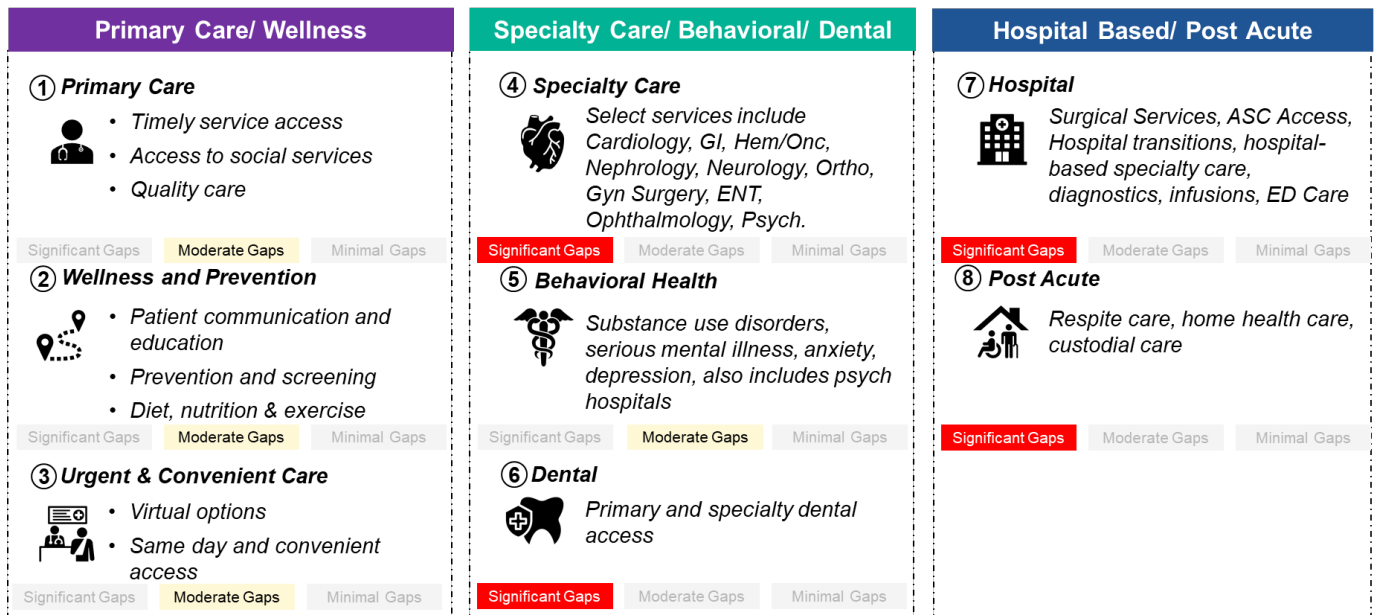 Primary Care/ Wellness
1 Primary Care
• Timely service access
• Access to social services
• Quality care
Significant Gaps Moderate Gaps Minimal Gaps
2 Wellness and Prevention
• Patient communication and
education
• Prevention and screening
• Diet, nutrition & exercise
Significant Gaps Moderate Gaps Minimal Gaps
3 Urgent & Convenient Care
• Virtual options
• Same day and convenient
access
Significant Gaps Moderate Gaps Minimal Gaps
Specialty Care/ Behavioral/ Dental
4 Specialty Care
Select services include
Cardiology, GI, Hem/Onc,
Nephrology, Neurology, Ortho,
Gyn Surgery, ENT,
Ophthalmology, Psych.
Significant Gaps Moderate Gaps Minimal Gaps
5 Behavioral Health
Substance use disorders,
serious mental illness, anxiety,
depression, also includes psych
hospitals
Significant Gaps Moderate Gaps Minimal Gaps
6 Dental
Primary and specialty dental
access
Significant Gaps Moderate Gaps Minimal Gaps
Hospital Based/ Post Acute
7 Hospital
Surgical Services, ASC Access,
Hospital transitions, hospital-
based specialty care,
diagnostics, infusions, ED Care
Significant Gaps Moderate Gaps Minimal Gaps
8 Post Acute
Respite care, home health care,
custodial care
Significant Gaps Moderate Gaps Minimal Gaps